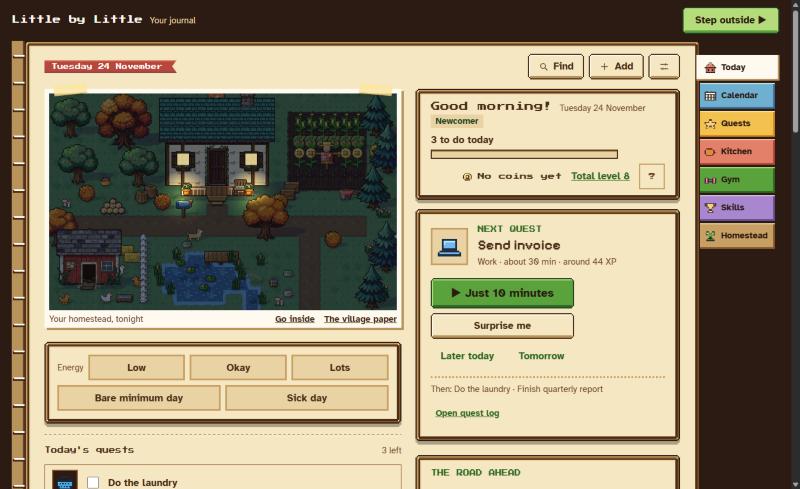 Little by Little Your journal
Step outside ▶
Tuesday 24 November
Find
+ Add
Today
Calendar
Quests
Kitchen
Gym
Skills
Homestead
Your homestead, tonight
Go inside
The village paper
Energy
Low
Okay
Lots
Bare minimum day
Sick day
Today's quests
3 left
Do the laundry
Good morning! Tuesday 24 November
Newcomer
3 to do today
No coins yet
Total level 8
?
NEXT QUEST
Send invoice
Work · about 30 min · around 44 XP
▶ Just 10 minutes
Surprise me
Later today
Tomorrow
Then: Do the laundry · Finish quarterly report
Open quest log
THE ROAD AHEAD